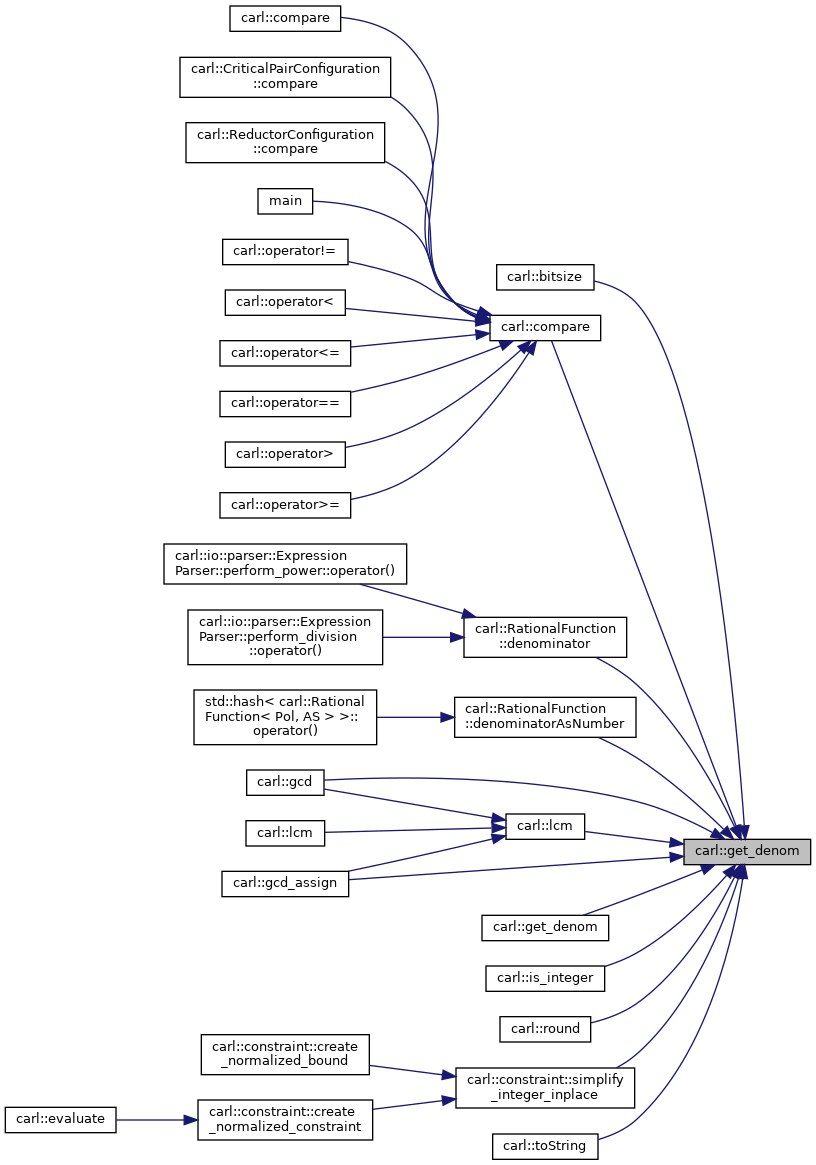 carl::compare
carl::CriticalPairConfiguration
::compare
carl::ReductorConfiguration
::compare
main
carl::operator!=
carl::bitsize
carl::operator<
carl::compare
carl::operator<=
carl::operator==
carl::operator>
carl::operator>=
carl::io::parser::Expression
Parser::perform_power::operator()
carl::io::parser::Expression
Parser::perform_division
::operator()
carl::RationalFunction
::denominator
std::hash< carl::Rational
Function< Pol, AS > >::
operator()
carl::RationalFunction
::denominatorAsNumber
carl::gcd
carl::lcm
carl::lcm
carl::get_denom
carl::gcd_assign
carl::get_denom
carl::is_integer
carl::round
carl::constraint::create
_normalized_bound
carl::constraint::simplify
_integer_inplace
carl::evaluate
carl::constraint::create
_normalized_constraint
carl::toString